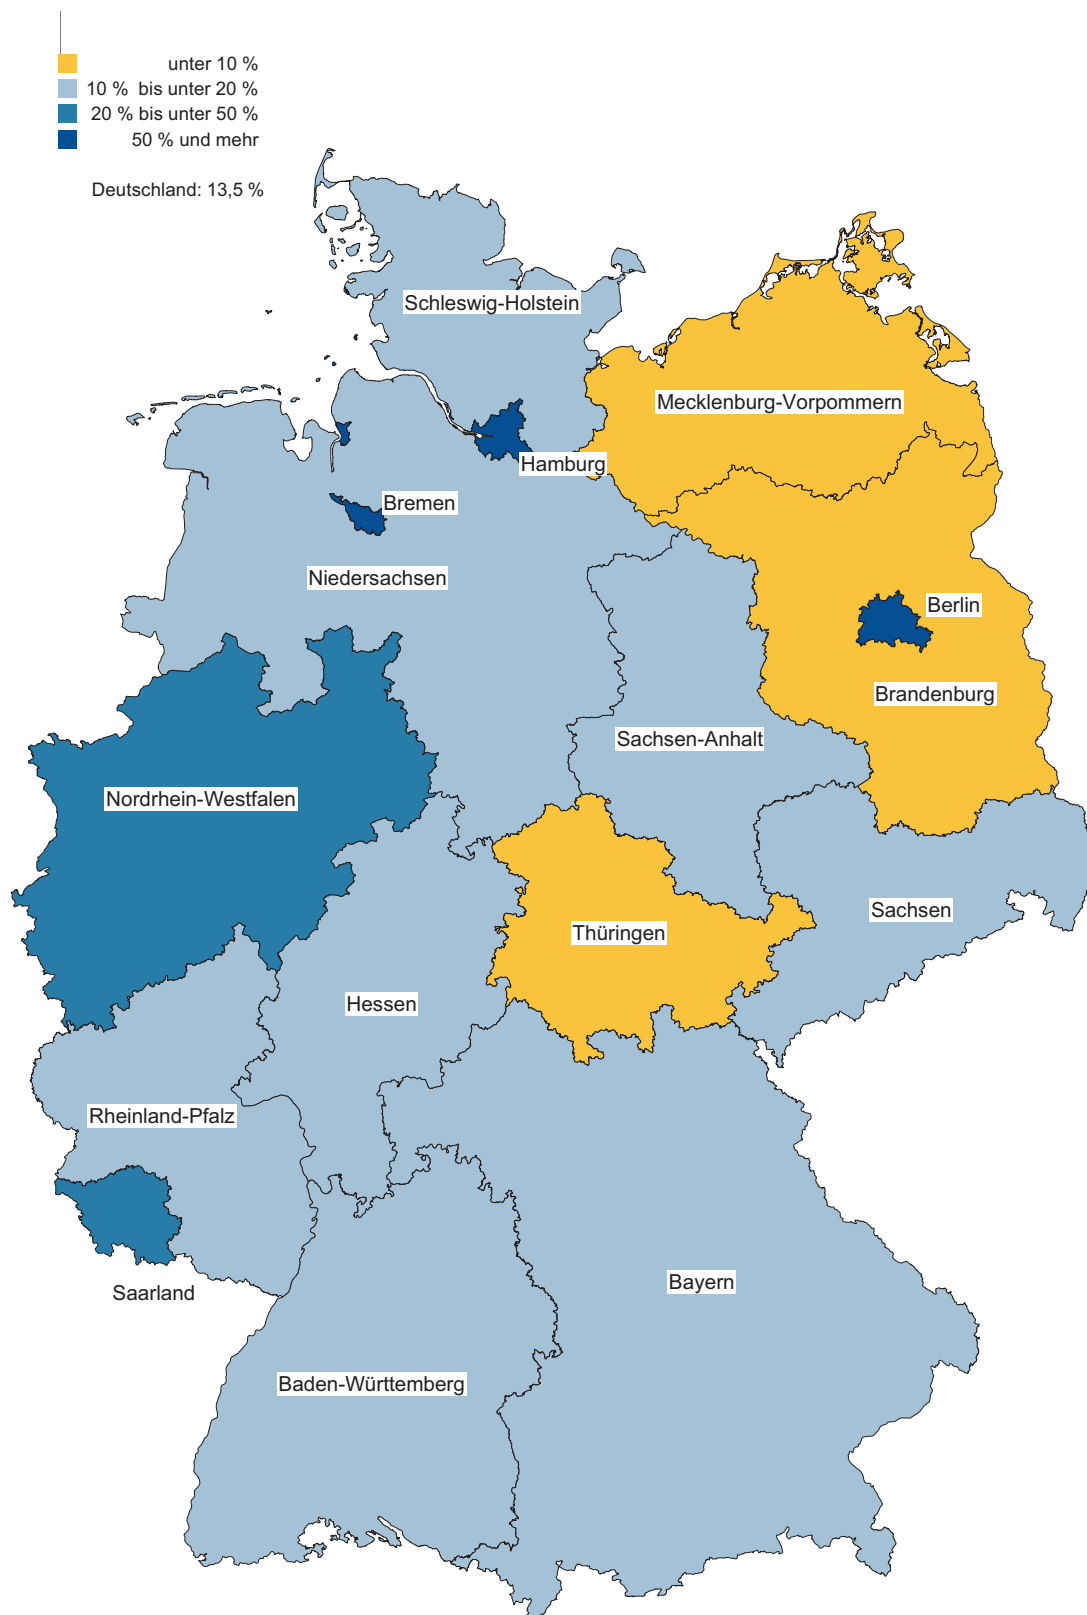 unter 10 %
10 % bis unter 20 %
20 % bis unter 50 %
50 % und mehr
Deutschland: 13,5 %
Schleswig-Holstein
Mecklenburg-Vorpommern
Hamburg
Bremen
Niedersachsen
Berlin
Brandenburg
Sachsen-Anhalt
Nordrhein-Westfalen
Sachsen
Thüringen
Hessen
Rheinland-Pfalz
Saarland
Bayern
Baden-Württemberg